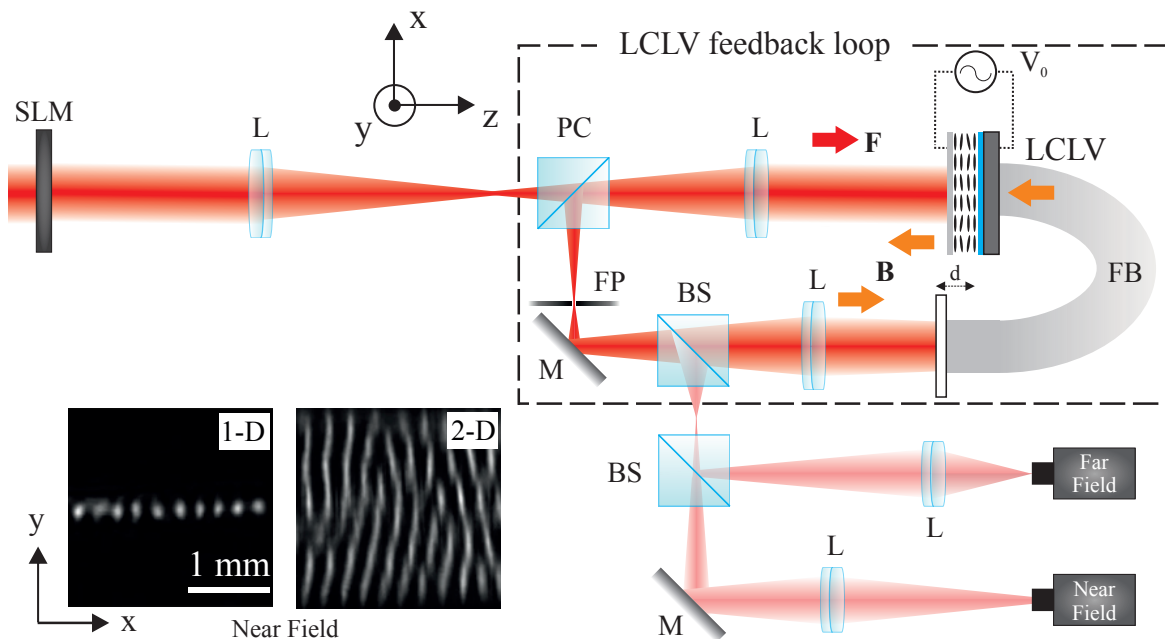 LCLV feedback loop
x
V₀
SLM
y
z
L
PC
L
F
LCLV
B
d
FB
FP
BS
L
M
1-D
2-D
BS
Far
Field
L
y
1 mm
L
x
Near Field
M
Near
Field